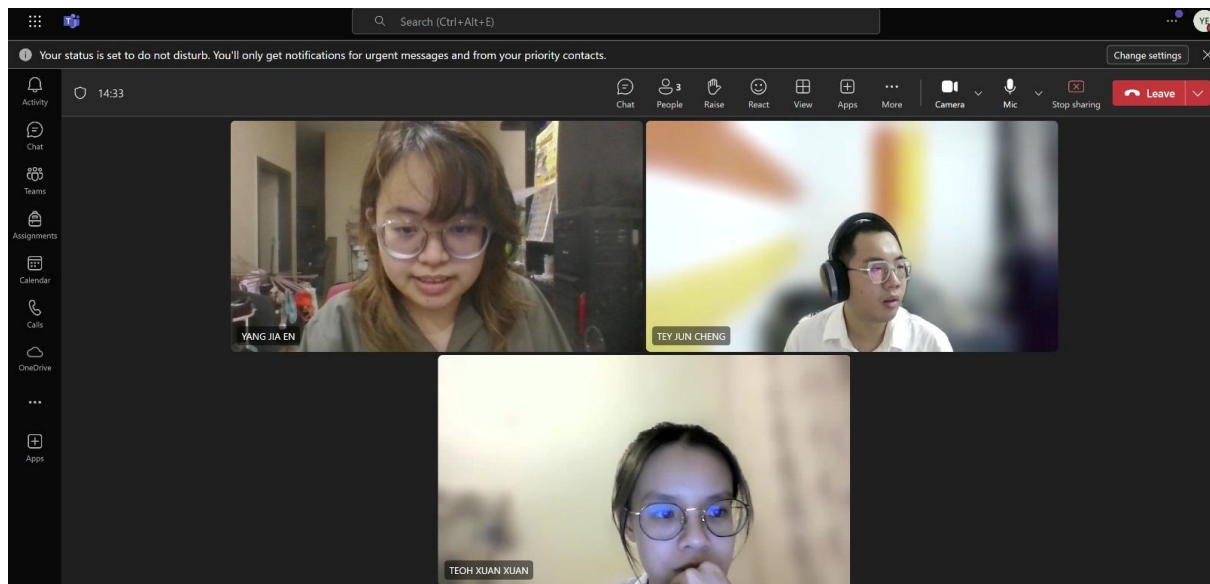 Search (Ctrl+Alt+E)
YE
Your status is set to do not disturb. You'll only get notifications for urgent messages and from your priority contacts.
Change settings
Activity
14:33
3
Chat
People
Raise
React
View
Apps
More
Camera
Mic
Stop sharing
Leave
Chat
Teams
Assignments
Calendar
Calls
OneDrive
Apps
YANG JIA EN
TEY JUN CHENG
TEOH XUAN XUAN